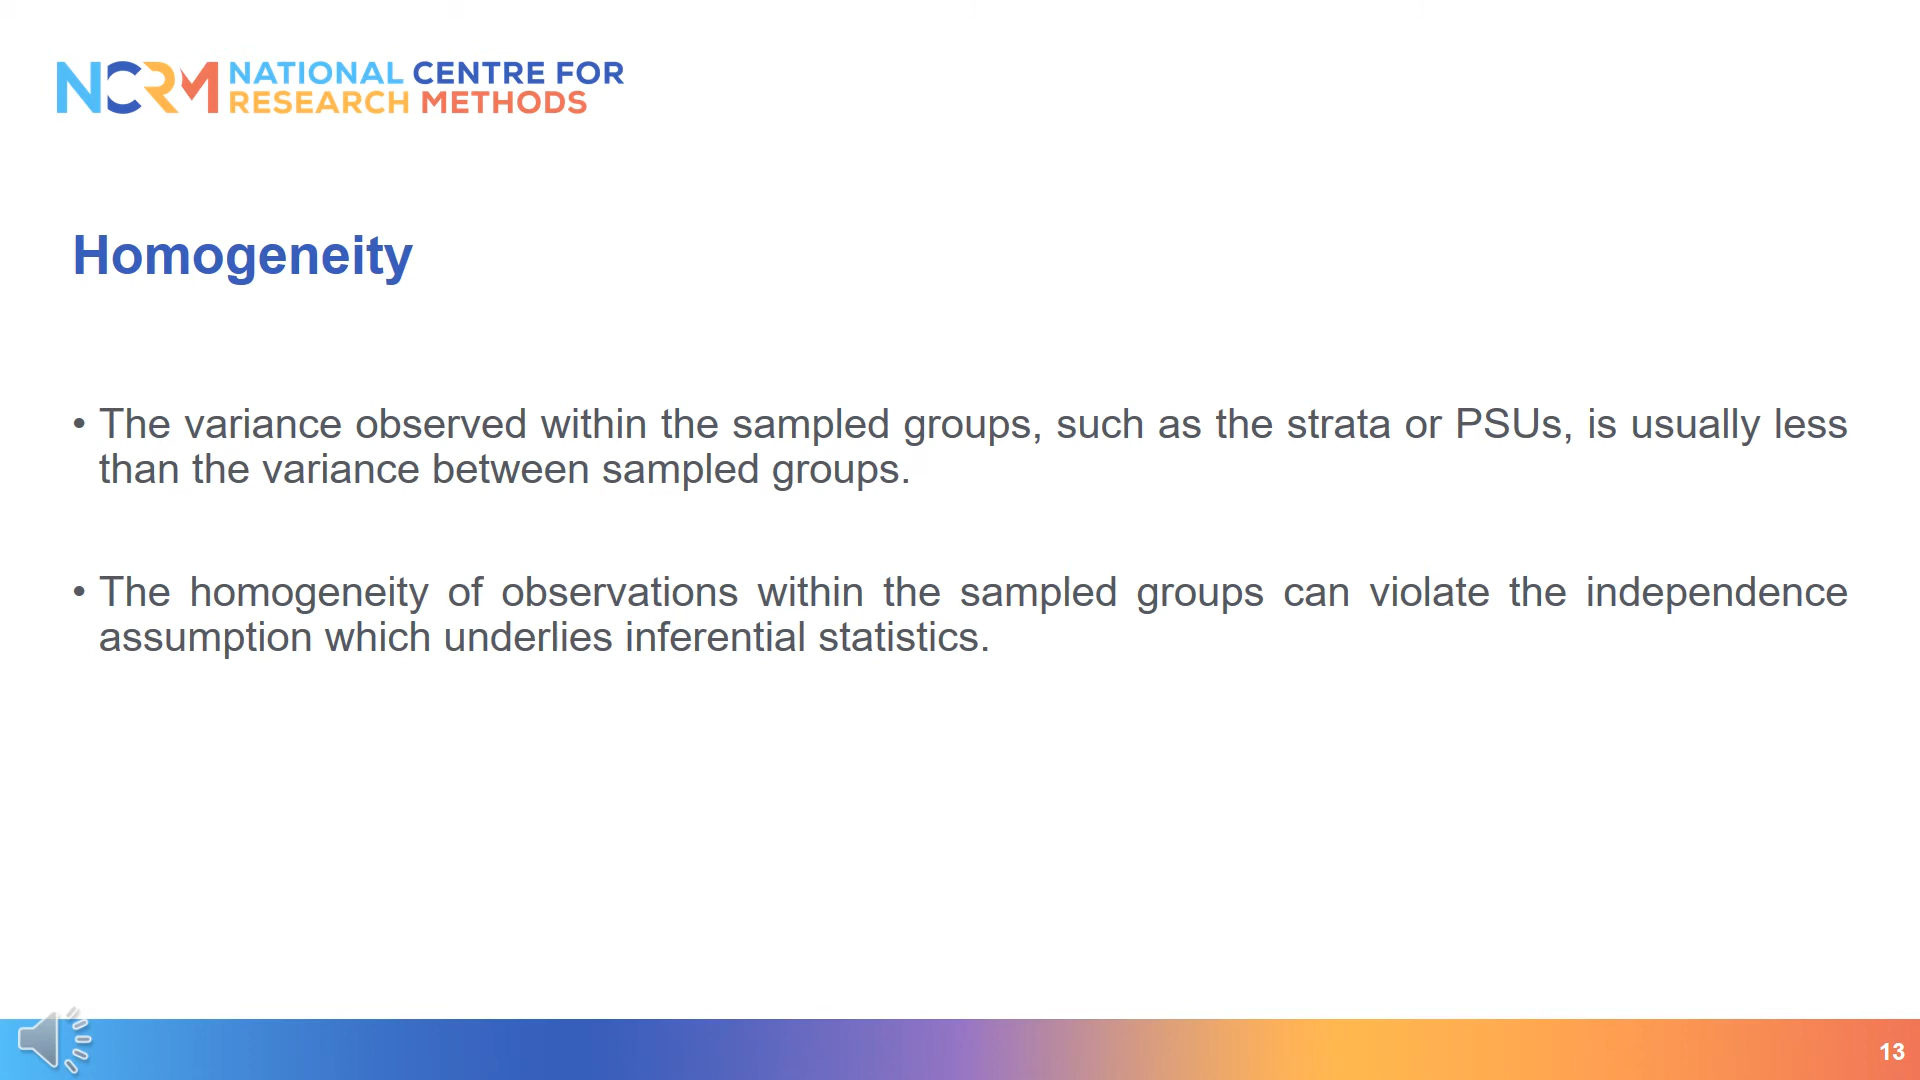 NCRM NATIONAL CENTRE FOR
RESEARCH METHODS
Homogeneity
• The variance observed within the sampled groups, such as the strata or PSUs, is usually less
than the variance between sampled groups.
• The homogeneity of observations within the sampled groups can violate the independence
assumption which underlies inferential statistics.
13